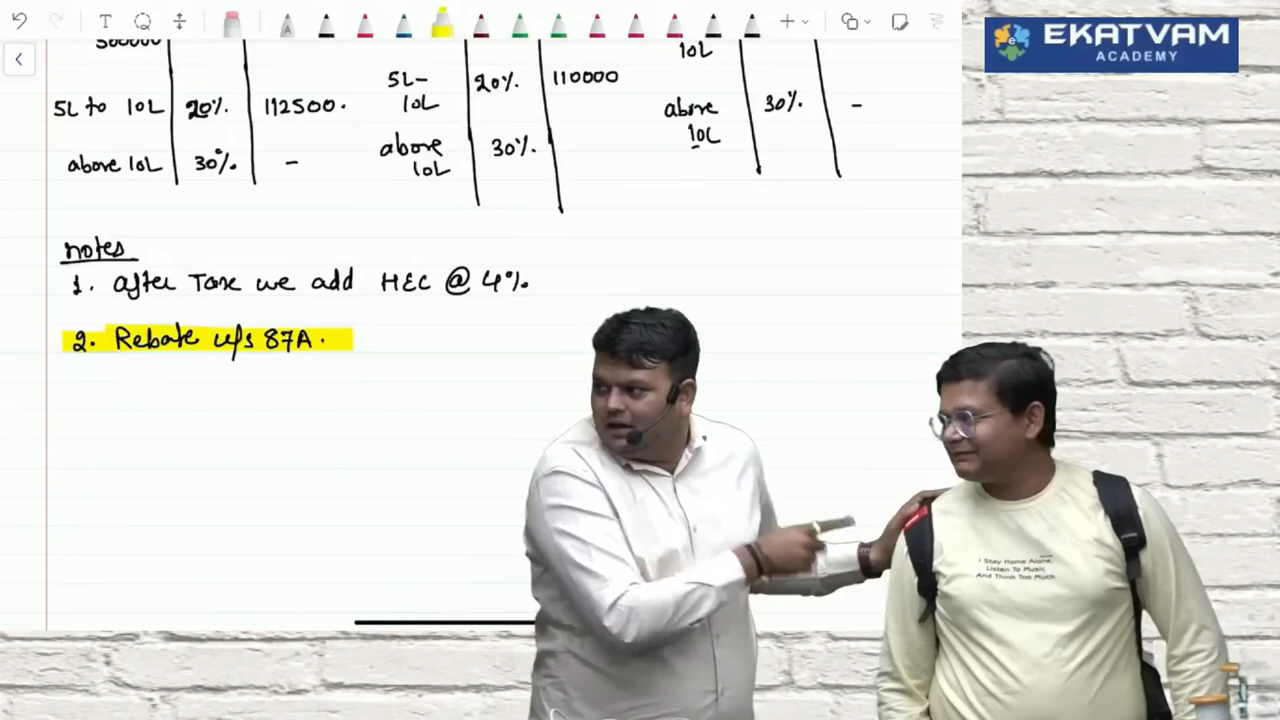 EKATVAM
ACADEMY
500000
5L to 10L 20%. 112500.
above 10L 30%. -
5L- 20%. 110000
10L
above 30%.
10L
10L
above 30%. -
10L
notes
1. after Tax we add HEC @ 4%.
2. Rebate u/s 87A.
I Stay Home Alone,
Listen To Music
And Think Too Much